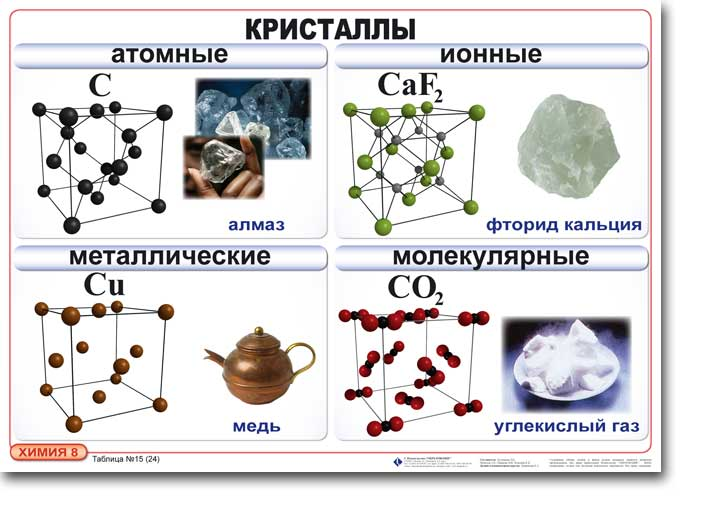 КРИСТАЛЛЫ
атомные
ионные
C
CaF2
алмаз
фторид кальция
металлические
молекулярные
Cu
CO2
медь
углекислый газ
ХИМИЯ 8
Таблица №15 (24)